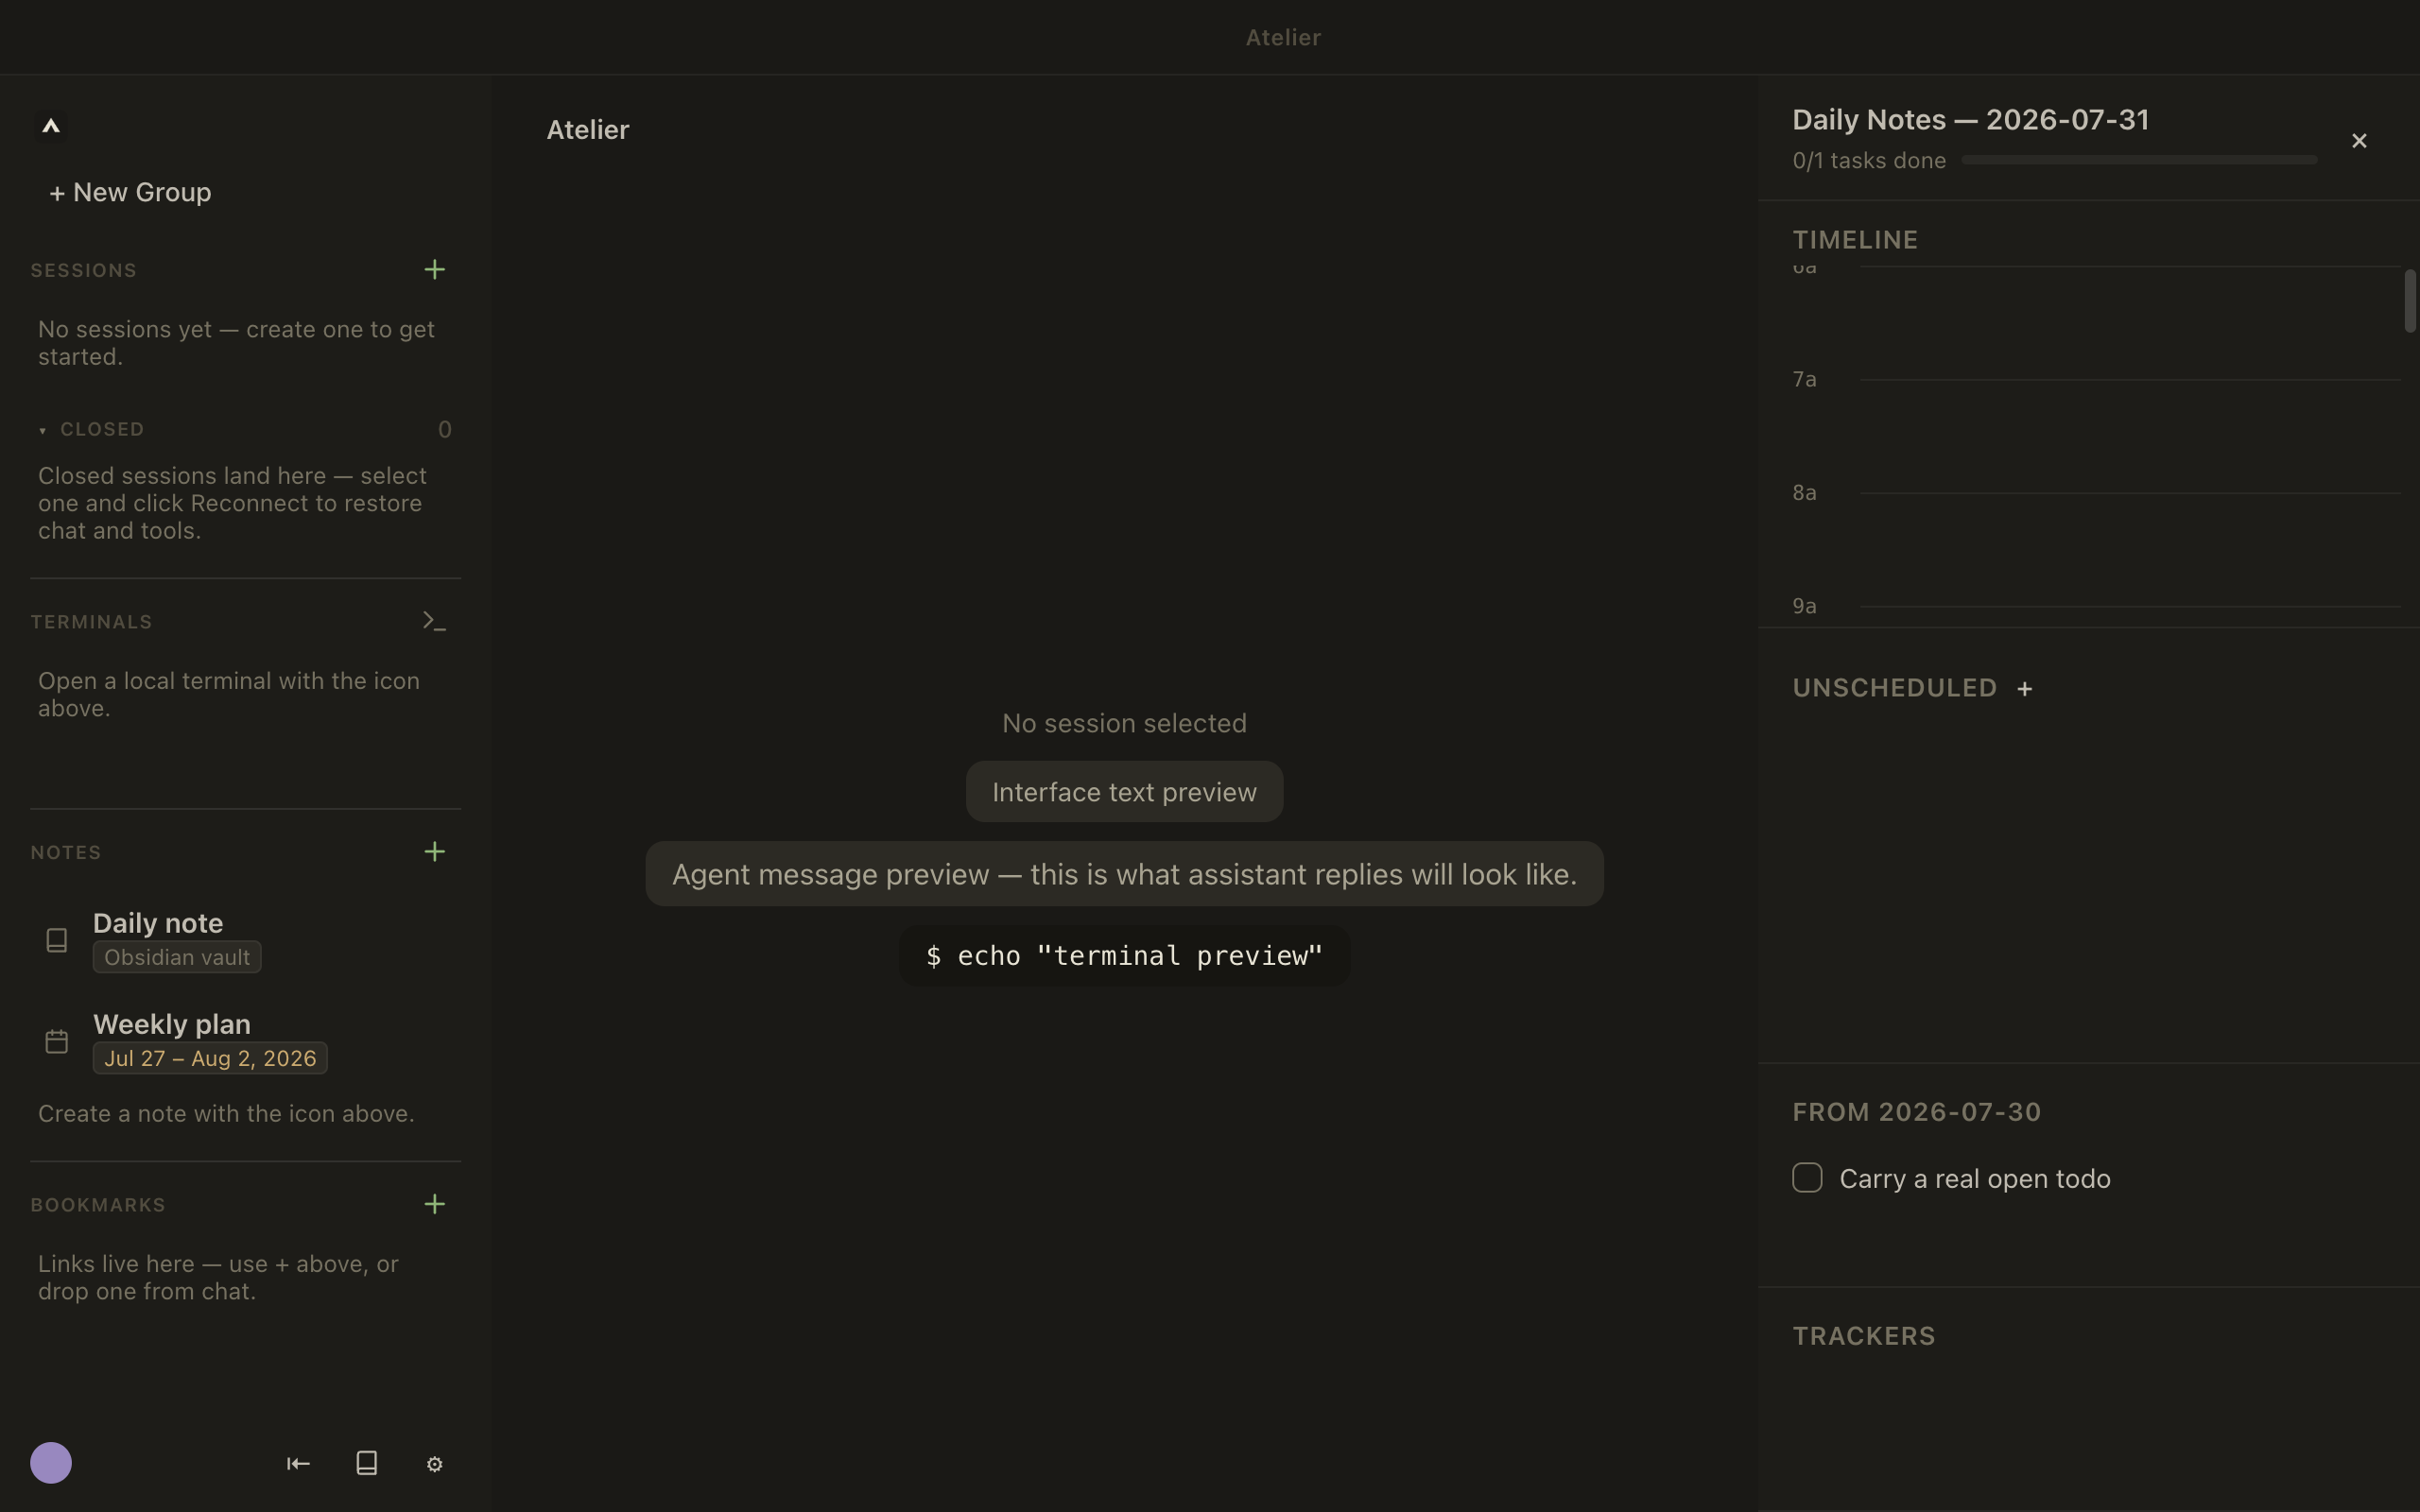 Atelier
+ New Group
SESSIONS
No sessions yet — create one to get
started.
CLOSED 0
Closed sessions land here — select
one and click Reconnect to restore
chat and tools.
TERMINALS
Open a local terminal with the icon
above.
NOTES
Daily note
Obsidian vault
Weekly plan
Jul 27 – Aug 2, 2026
Create a note with the icon above.
BOOKMARKS
Links live here — use + above, or
drop one from chat.
Atelier
No session selected
Interface text preview
Agent message preview — this is what assistant replies will look like.
$ echo "terminal preview"
Daily Notes — 2026-07-31
0/1 tasks done
TIMELINE
6a
7a
8a
9a
UNSCHEDULED +
FROM 2026-07-30
Carry a real open todo
TRACKERS